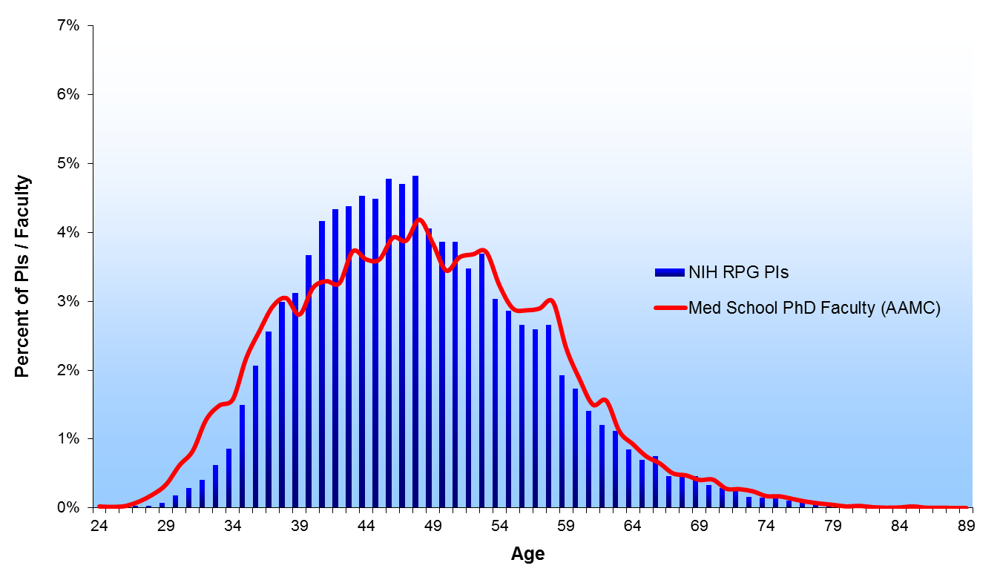 7%
6%
5%
4%
3%
2%
1%
0%
Percent of PIs / Faculty
NIH RPG PIs
Med School PhD Faculty (AAMC)
24 29 34 39 44 49 54 59 64 69 74 79 84 89
Age